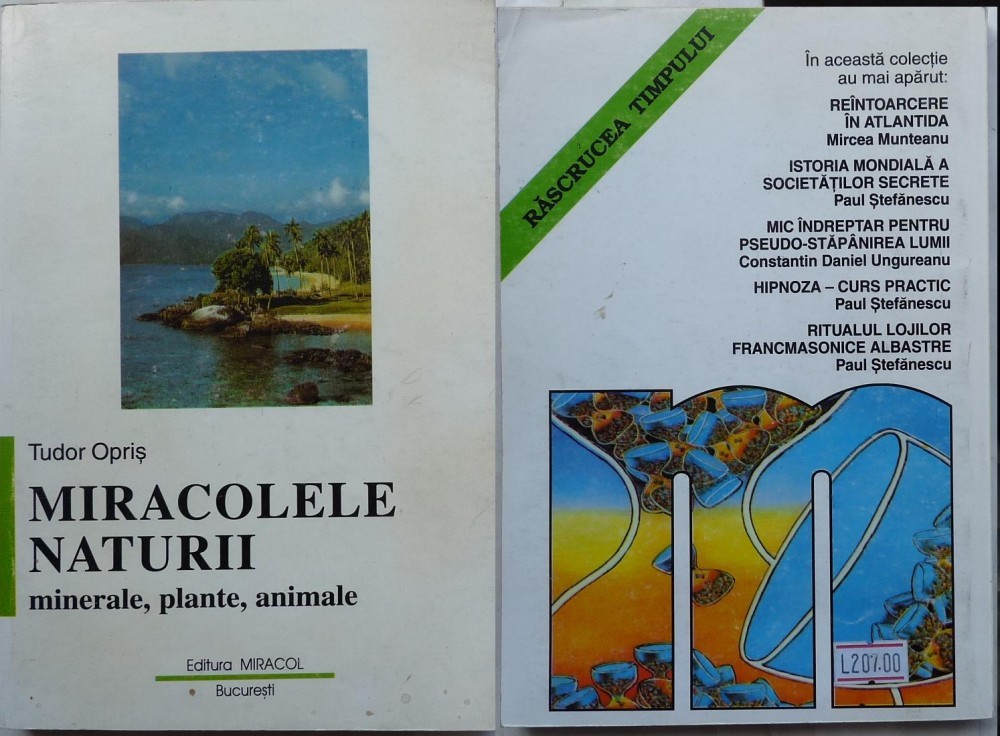 Tudor Opriș
MIRACOLELE
NATURII
minerale, plante, animale
Editura MIRACOL
București
RĂSCRUCEA TIMPULUI
În această colecție
au mai apărut:
REÎNTOARCERE
ÎN ATLANTIDA
Mircea Munteanu
ISTORIA MONDIALĂ A
SOCIETĂȚILOR SECRETE
Paul Ștefănescu
MIC ÎNDREPTAR PENTRU
PSEUDO-STĂPÂNIREA LUMII
Constantin Daniel Ungureanu
HIPNOZA – CURS PRACTIC
Paul Ștefănescu
RITUALUL LOJILOR
FRANCMASONICE ALBASTRE
Paul Ștefănescu
L207.00